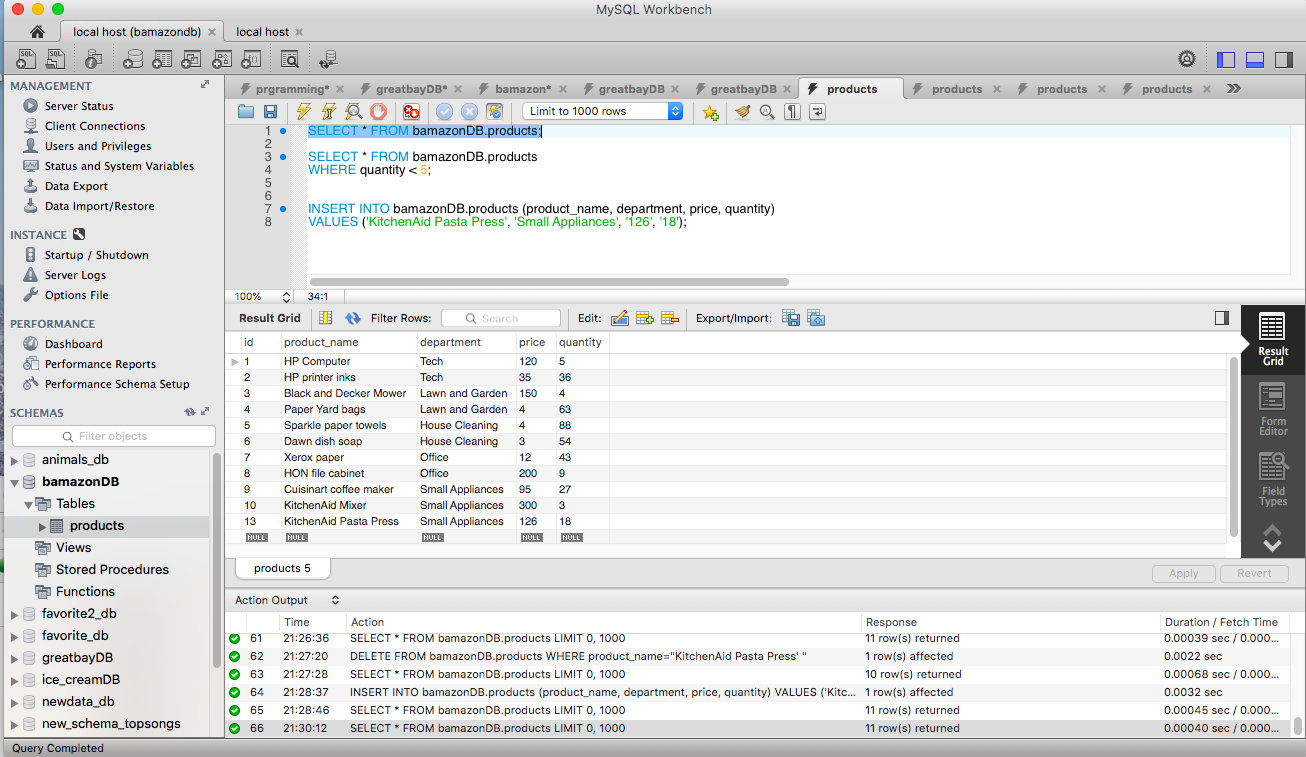 MySQL Workbench
local host (bamazondb) × local host ×
MANAGEMENT
Server Status
Client Connections
Users and Privileges
Status and System Variables
Data Export
Data Import/Restore
INSTANCE
Startup / Shutdown
Server Logs
Options File
PERFORMANCE
Dashboard
Performance Reports
Performance Schema Setup
SCHEMAS
Filter objects
animals_db
bamazonDB
Tables
products
Views
Stored Procedures
Functions
favorite2_db
favorite_db
greatbayDB
ice_creamDB
newdata_db
new_schema_topsongs
prgramming* × greatbayDB* × bamazon* × greatbayDB × greatbayDB × products products × products × products ×
Limit to 1000 rows
1 SELECT * FROM bamazonDB.products;
2
3 SELECT * FROM bamazonDB.products
4 WHERE quantity < 5;
5
6
7 INSERT INTO bamazonDB.products (product_name, department, price, quantity)
8 VALUES ('KitchenAid Pasta Press', 'Small Appliances', '126', '18');
100% 34:1
Result Grid Filter Rows: Search Edit: Export/Import:
id product_name department price quantity
1 HP Computer Tech 120 5
2 HP printer inks Tech 35 36
3 Black and Decker Mower Lawn and Garden 150 4
4 Paper Yard bags Lawn and Garden 4 63
5 Sparkle paper towels House Cleaning 4 88
6 Dawn dish soap House Cleaning 3 54
7 Xerox paper Office 12 43
8 HON file cabinet Office 200 9
9 Cuisinart coffee maker Small Appliances 95 27
10 KitchenAid Mixer Small Appliances 300 3
13 KitchenAid Pasta Press Small Appliances 126 18
NULL NULL NULL NULL NULL
Result
Grid
Form
Editor
Field
Types
products 5 Apply Revert
Action Output
Time Action Response Duration / Fetch Time
61 21:26:36 SELECT * FROM bamazonDB.products LIMIT 0, 1000 11 row(s) returned 0.00039 sec / 0.000...
62 21:27:20 DELETE FROM bamazonDB.products WHERE product_name="KitchenAid Pasta Press' " 1 row(s) affected 0.0022 sec
63 21:27:28 SELECT * FROM bamazonDB.products LIMIT 0, 1000 10 row(s) returned 0.00068 sec / 0.000...
64 21:28:37 INSERT INTO bamazonDB.products (product_name, department, price, quantity) VALUES ('Kitc... 1 row(s) affected 0.0032 sec
65 21:28:46 SELECT * FROM bamazonDB.products LIMIT 0, 1000 11 row(s) returned 0.00045 sec / 0.000...
66 21:30:12 SELECT * FROM bamazonDB.products LIMIT 0, 1000 11 row(s) returned 0.00040 sec / 0.000...
Query Completed